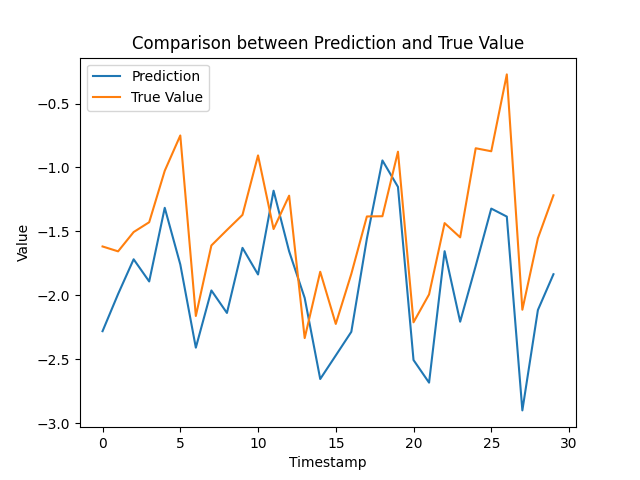 Comparison between Prediction and True Value
Prediction
True Value
−0.5
−1.0
−1.5
−2.0
−2.5
−3.0
Value
0 5 10 15 20 25 30
Timestamp